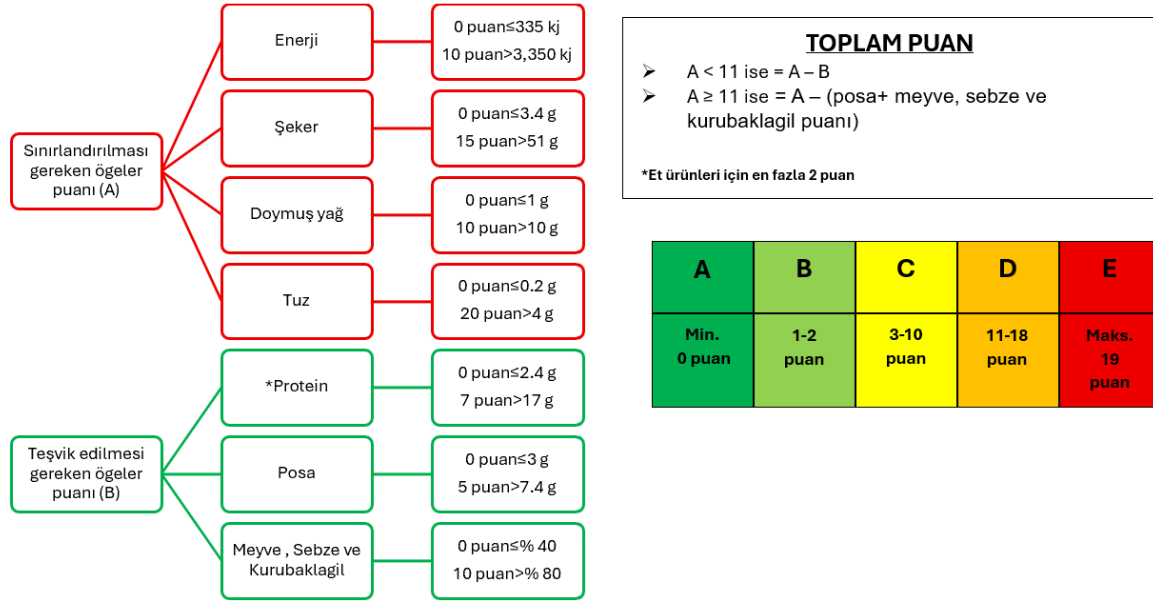 Sınırlandırılması
gereken ögeler
puanı (A)
Enerji
0 puan≤335 kj
10 puan>3,350 kj
Şeker
0 puan≤3.4 g
15 puan>51 g
Doymuş yağ
0 puan≤1 g
10 puan>10 g
Tuz
0 puan≤0.2 g
20 puan>4 g
Teşvik edilmesi
gereken ögeler
puanı (B)
*Protein
0 puan≤2.4 g
7 puan>17 g
Posa
0 puan≤3 g
5 puan>7.4 g
Meyve , Sebze ve
Kurubaklagil
0 puan≤% 40
10 puan>% 80
TOPLAM PUAN
➢ A < 11 ise = A – B
➢ A ≥ 11 ise = A – (posa+ meyve, sebze ve
kurubaklagil puanı)
*Et ürünleri için en fazla 2 puan
A B C D E
Min.
0 puan
1-2
puan
3-10
puan
11-18
puan
Maks.
19
puan